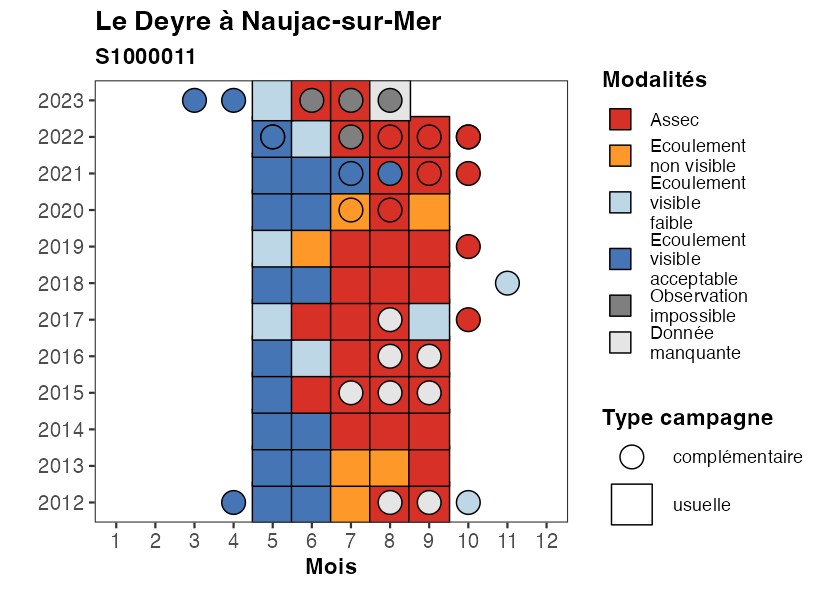 Le Deyre à Naujac-sur-Mer
S1000011
2023
2022
2021
2020
2019
2018
2017
2016
2015
2014
2013
2012
1 2 3 4 5 6 7 8 9 10 11 12
Mois
Modalités
Assec
Ecoulement
non visible
Ecoulement
visible
faible
Ecoulement
visible
acceptable
Observation
impossible
Donnée
manquante
Type campagne
complémentaire
usuelle